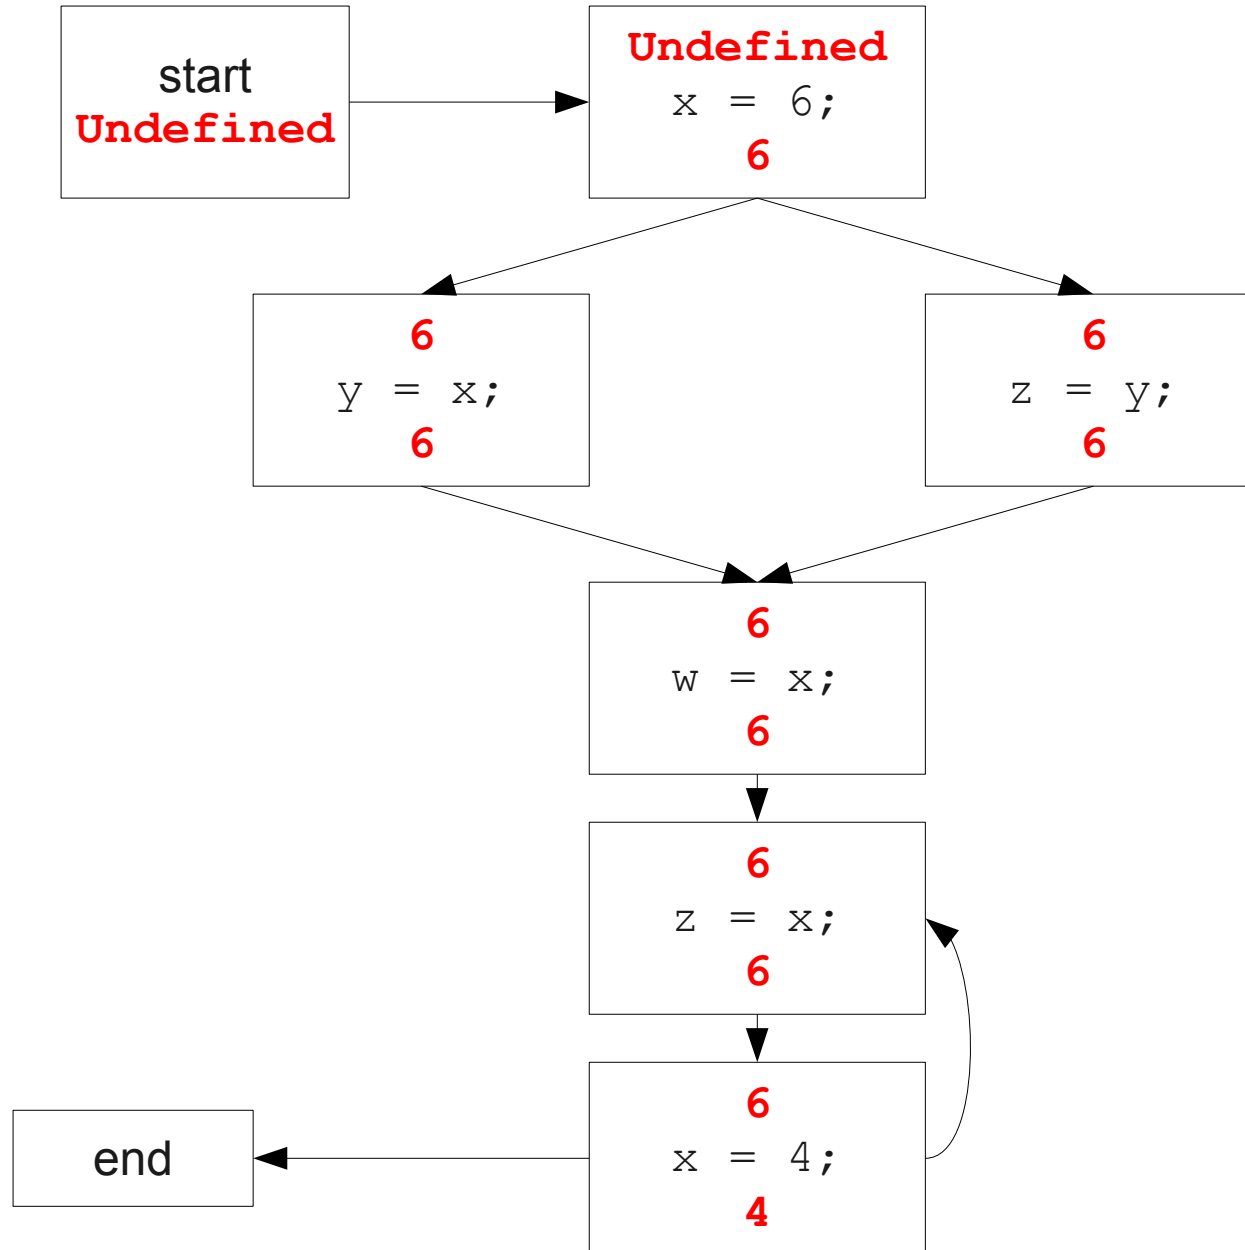 start
Undefined
Undefined
x = 6;
6
6
y = x;
6
6
z = y;
6
6
w = x;
6
6
z = x;
6
6
x = 4;
4
end